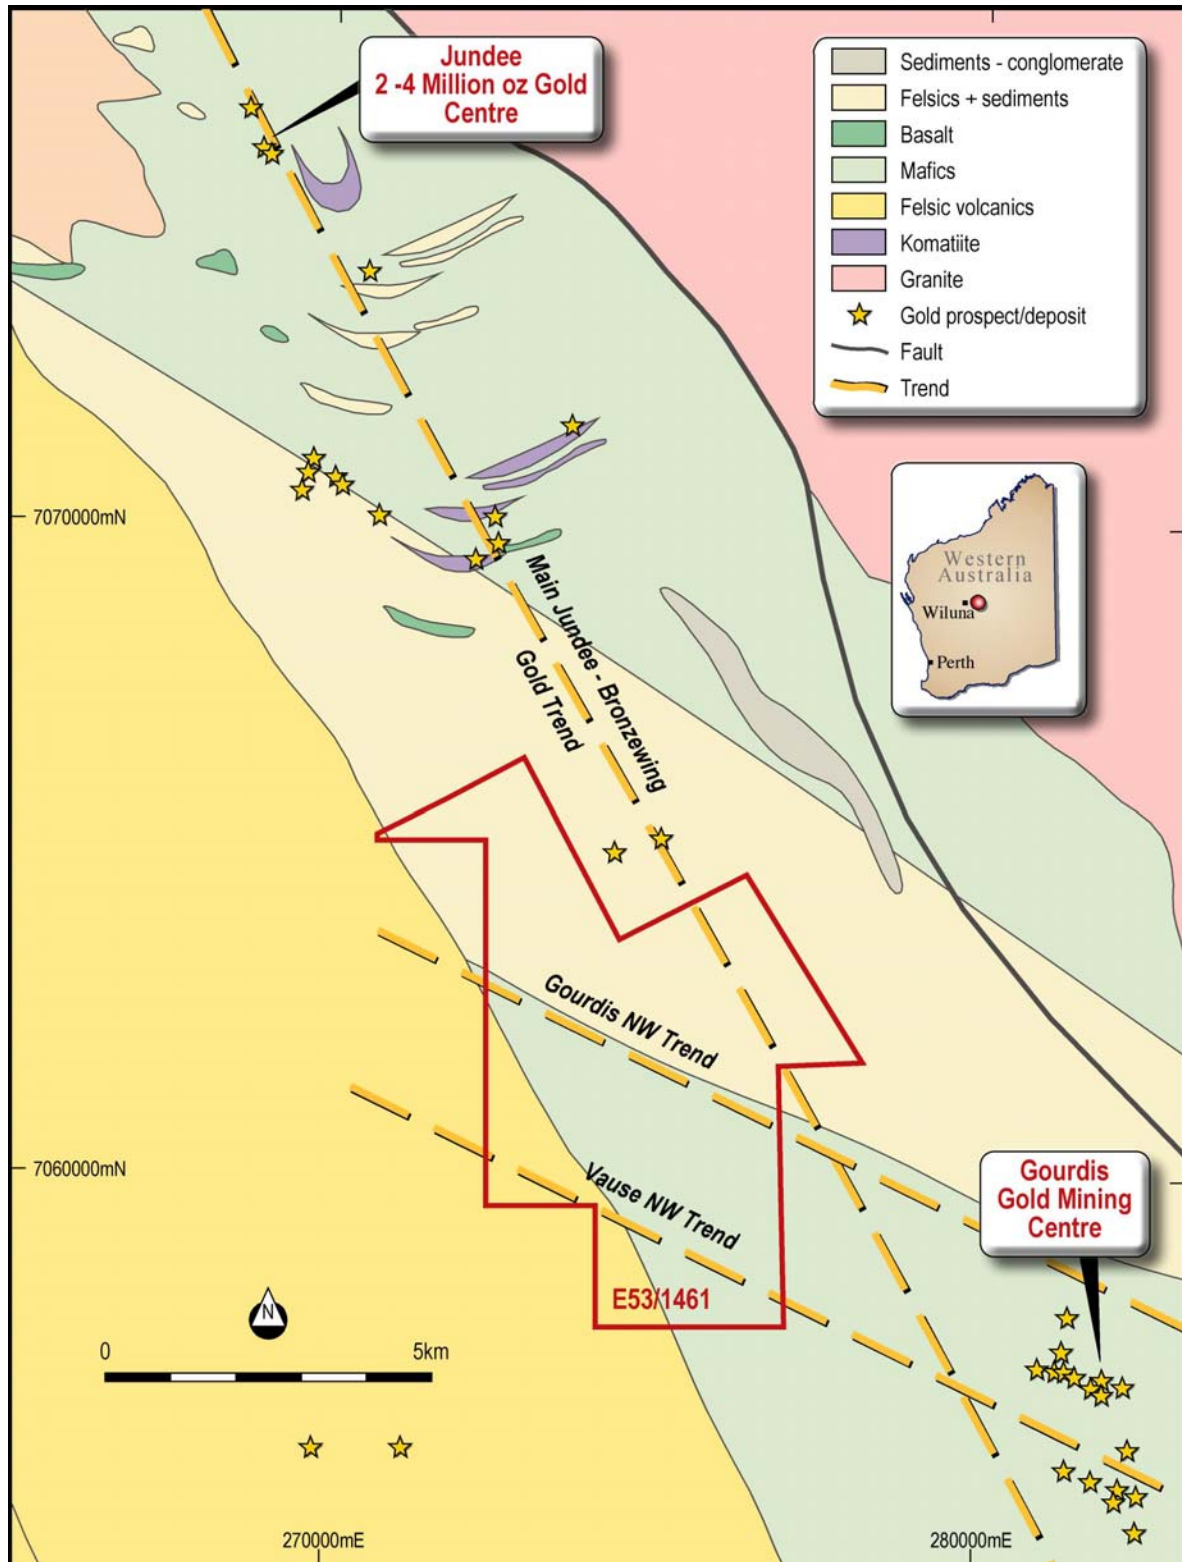 Jundee
2 -4 Million oz Gold
Centre
Sediments - conglomerate
Felsics + sediments
Basalt
Mafics
Felsic volcanics
Komatiite
Granite
Gold prospect/deposit
Fault
Trend
7070000mN
Western
Australia
Wiluna
Perth
Main Jundee - Bronzewing
Gold Trend
Gourdis NW Trend
7060000mN
Vause NW Trend
Gourdis
Gold Mining
Centre
E53/1461
N
0
5km
270000mE
280000mE